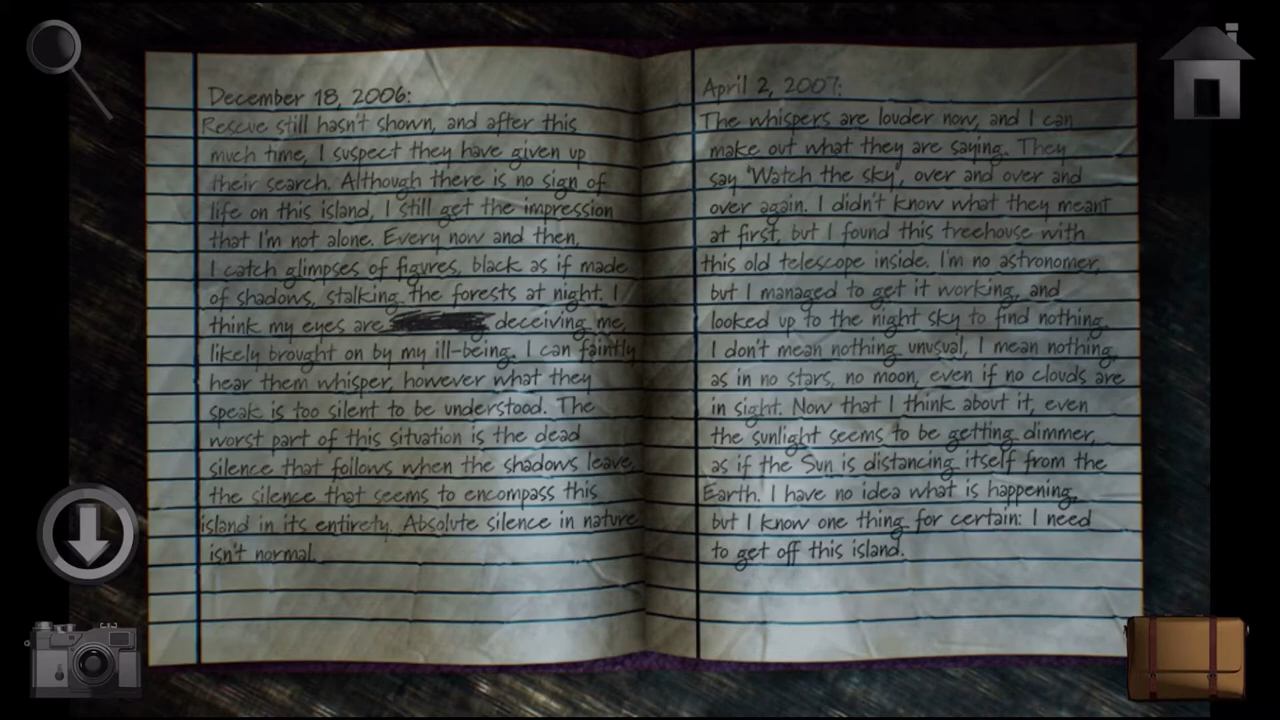 December 18, 2006:
Rescue still hasn't shown, and after this
much time, I suspect they have given up
their search. Although there is no sign of
life on this island, I still get the impression
that I'm not alone. Every now and then,
I catch glimpses of figures, black as if made
of shadows, stalking the forests at night. I
think my eyes are deceiving me,
likely brought on by my ill-being. I can faintly
hear them whisper, however what they
speak is too silent to be understood. The
worst part of this situation is the dead
silence that follows when the shadows leave,
the silence that seems to encompass this
island in its entirety. Absolute silence in nature
isn't normal.
April 2, 2007:
The whispers are louder now, and I can
make out what they are saying. They
say 'Watch the sky', over and over and
over again. I didn't know what they meant
at first, but I found this treehouse with
this old telescope inside. I'm no astronomer,
but I managed to get it working, and
looked up to the night sky to find nothing.
I don't mean nothing unusual, I mean nothing,
as in no stars, no moon, even if no clouds are
in sight. Now that I think about it, even
the sunlight seems to be getting dimmer,
as if the Sun is distancing itself from the
Earth. I have no idea what is happening,
but I know one thing for certain: I need
to get off this island.